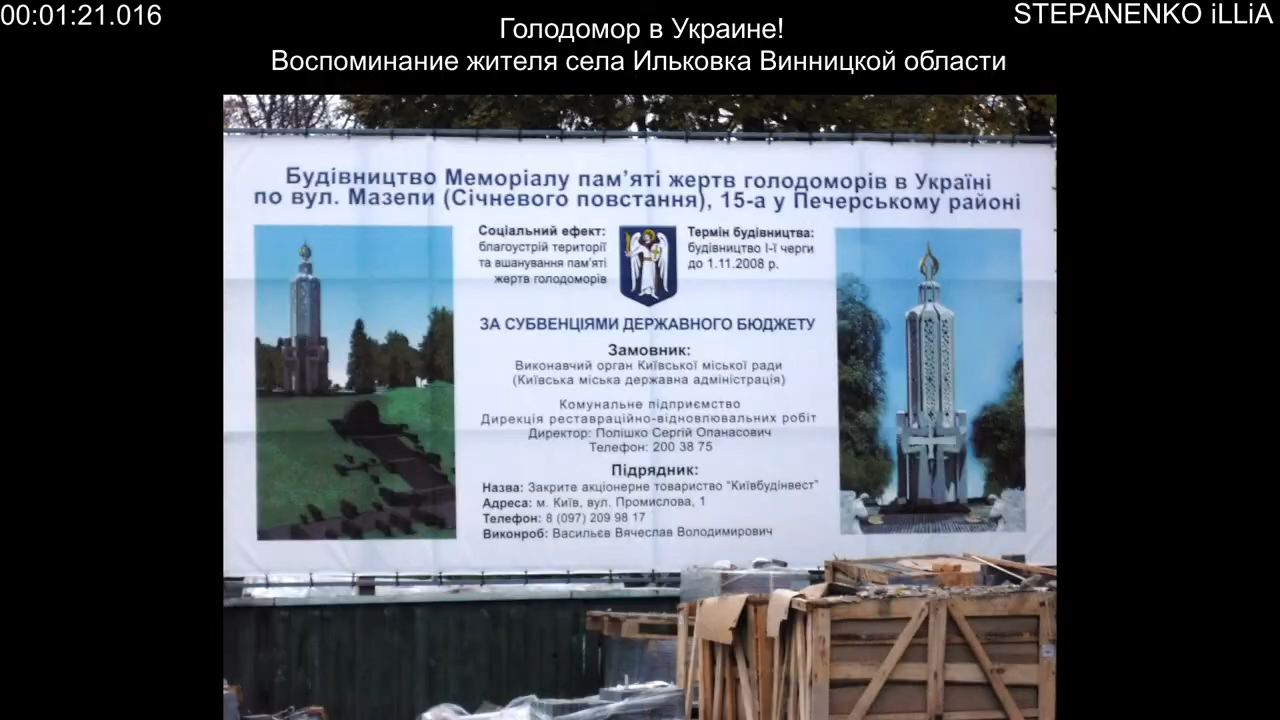 00:01:21.016
STEPANENKO iLLiA
Голодомор в Украине!
Воспоминание жителя села Ильковка Винницкой области
Будівництво Меморіалу пам'яті жертв голодоморів в Україні
по вул. Мазепи (Січневого повстання), 15-а у Печерському районі
Соціальний ефект:
благоустрій території
та вшанування пам'яті
жертв голодоморів
Термін будівництва:
будівництво І-ї черги
до 1.11.2008 р.
ЗА СУБВЕНЦІЯМИ ДЕРЖАВНОГО БЮДЖЕТУ
Замовник:
Виконавчий орган Київської міської ради
(Київська міська державна адміністрація)
Комунальне підприємство
Дирекція реставраційно-відновлювальних робіт
Директор: Полішко Сергій Опанасович
Телефон: 200 38 75
Підрядник:
Назва: Закрите акціонерне товариство "Київбудінвест"
Адреса: м. Київ, вул. Промислова, 1
Телефон: 8 (097) 209 98 17
Виконроб: Васильєв Вячеслав Володимирович